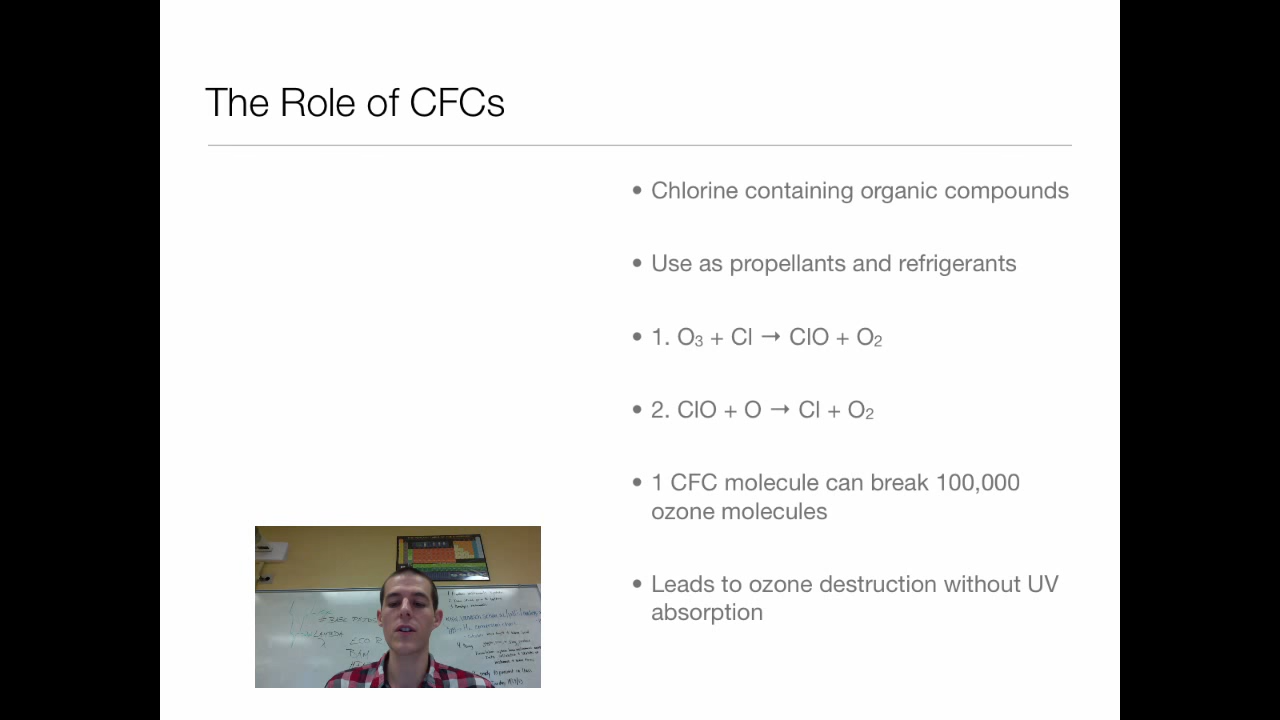 The Role of CFCs
• Chlorine containing organic compounds
• Use as propellants and refrigerants
• 1. O₃ + Cl → ClO + O₂
• 2. ClO + O → Cl + O₂
• 1 CFC molecule can break 100,000
ozone molecules
• Leads to ozone destruction without UV
absorption